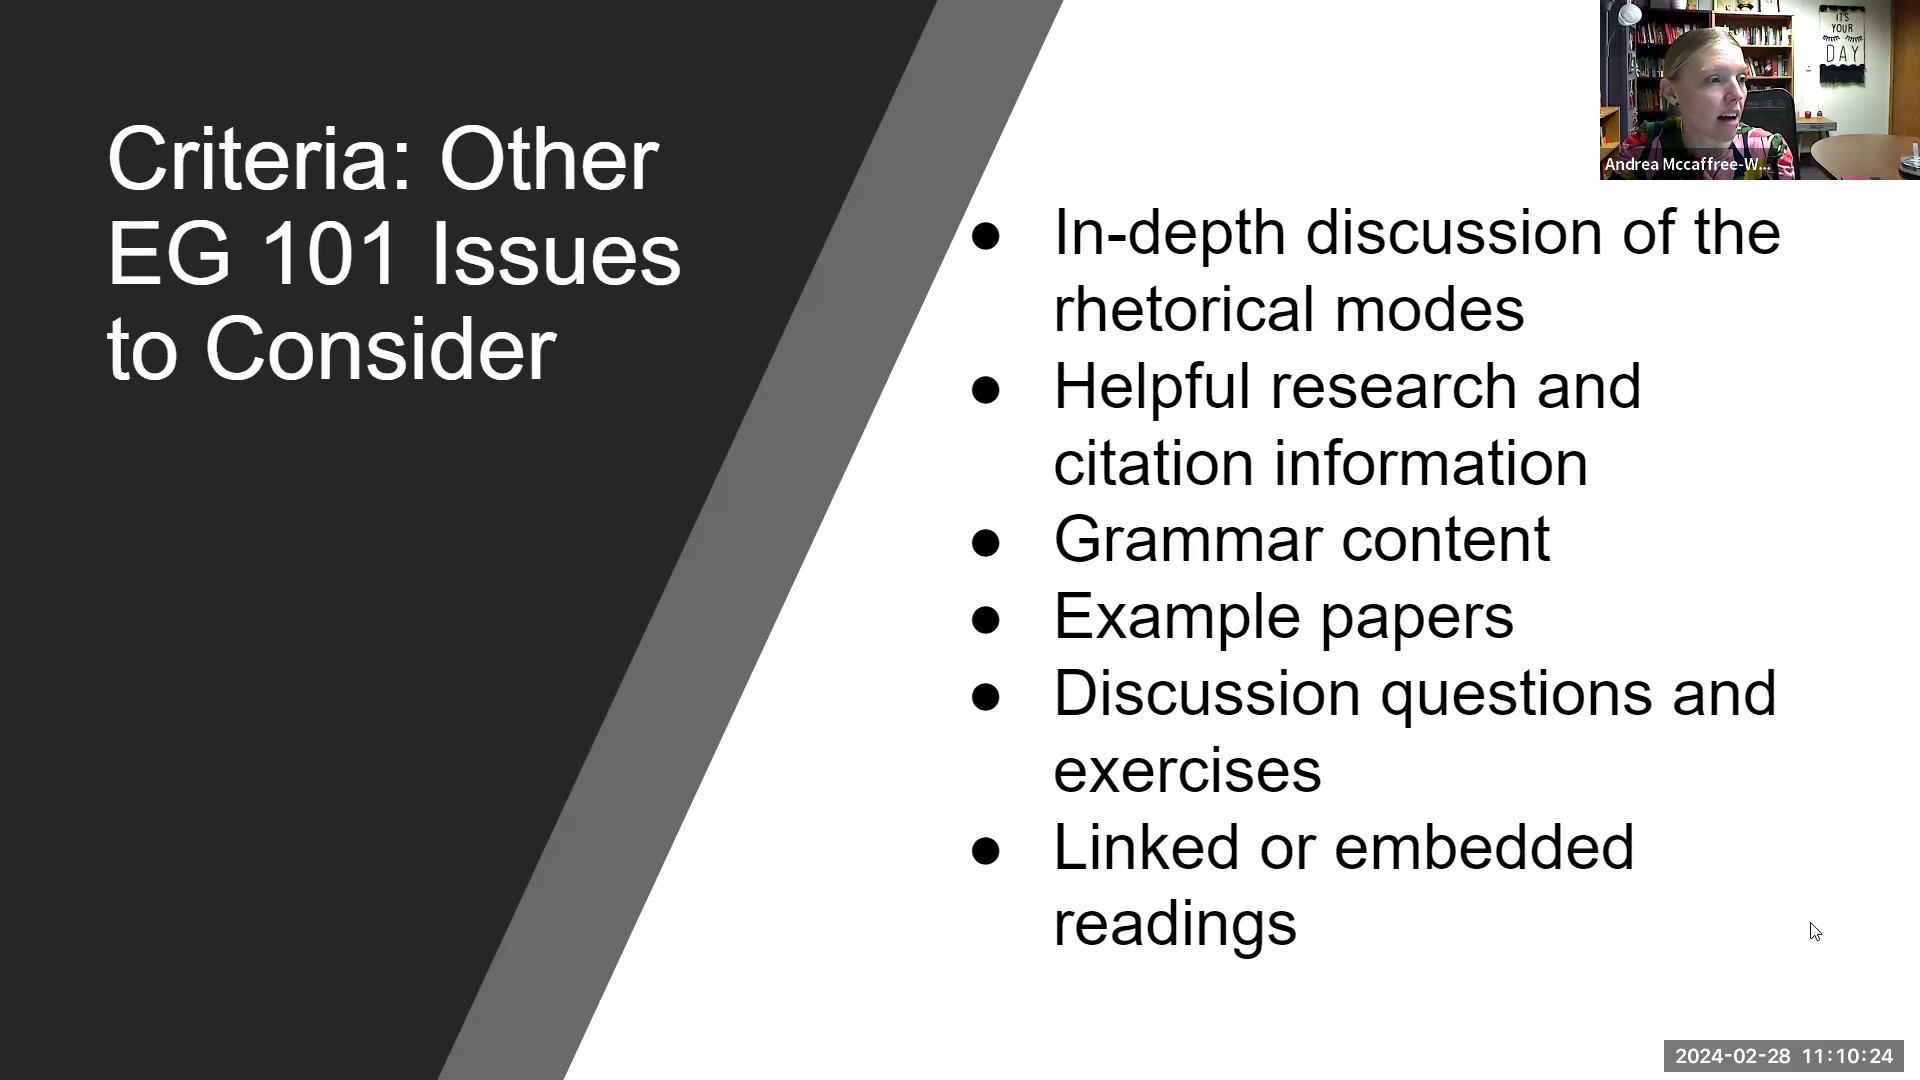 Criteria: Other
EG 101 Issues
to Consider
IT'S
YOUR
DAY
Andrea Mccaffree-W...
● In-depth discussion of the
rhetorical modes
● Helpful research and
citation information
● Grammar content
● Example papers
● Discussion questions and
exercises
● Linked or embedded
readings
2024-02-28 11:10:24